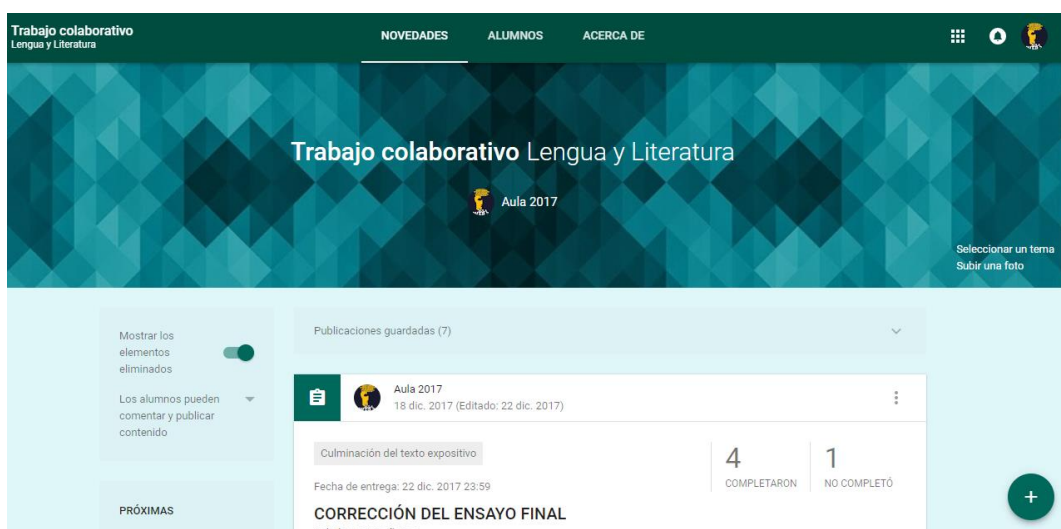 Trabajo colaborativo
Lengua y Literatura
NOVEDADES
ALUMNOS
ACERCA DE
Trabajo colaborativo Lengua y Literatura
Aula 2017
Seleccionar un tema
Subir una foto
Mostrar los
elementos
eliminados
Los alumnos pueden
comentar y publicar
contenido
PRÓXIMAS
Publicaciones guardadas (7)
Aula 2017
18 dic. 2017 (Editado: 22 dic. 2017)
Culminación del texto expositivo
Fecha de entrega: 22 dic. 2017 23:59
CORRECCIÓN DEL ENSAYO FINAL
4
COMPLETARON
1
NO COMPLETÓ